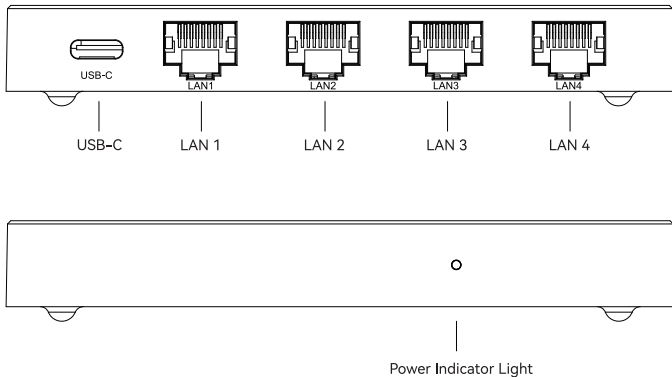 USB-C
LAN1 LAN2 LAN3 LAN4
USB-C LAN 1 LAN 2 LAN 3 LAN 4
Power Indicator Light